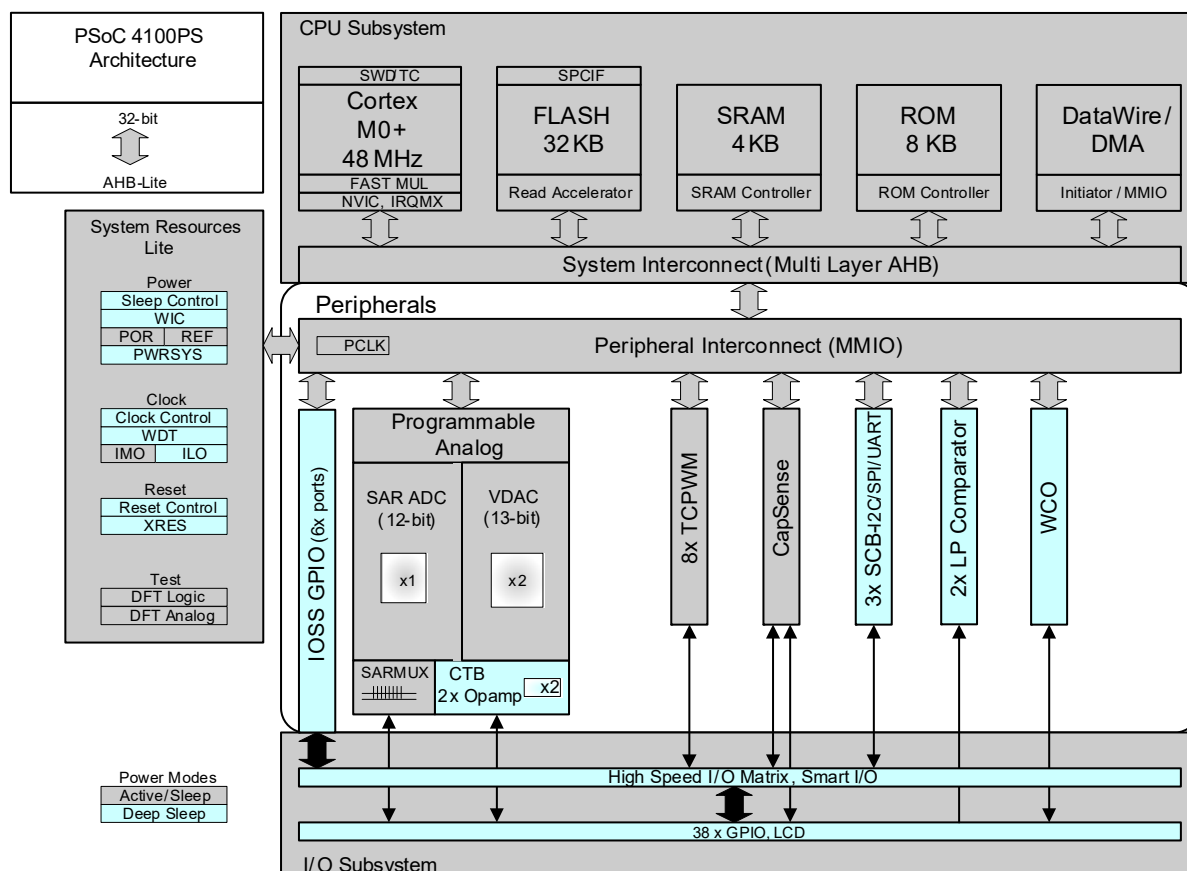 PSoC 4100PS
Architecture
32-bit
AHB-Lite
CPU Subsystem
SWD/TC
Cortex
M0+
48 MHz
FAST MUL
NVIC, IRQMX
SPCIF
FLASH
32 KB
Read Accelerator
SRAM
4 KB
SRAM Controller
ROM
8 KB
ROM Controller
DataWire/
DMA
Initiator / MMIO
System Interconnect (Multi Layer AHB)
System Resources
Lite
Power
Sleep Control
WIC
POR REF
PWRSYS
Clock
Clock Control
WDT
IMO ILO
Reset
Reset Control
XRES
Test
DFT Logic
DFT Analog
Peripherals
PCLK
Peripheral Interconnect (MMIO)
IOSS GPIO (6x ports)
Programmable
Analog
SAR ADC
(12-bit)
x1
VDAC
(13-bit)
x2
SARMUX
CTB
2x Opamp
x2
8x TCPWM
CapSense
3x SCB-I2C/SPI/UART
2x LP Comparator
WCO
Power Modes
Active/Sleep
Deep Sleep
High Speed I/O Matrix, Smart I/O
38 x GPIO, LCD
I/O Subsystem